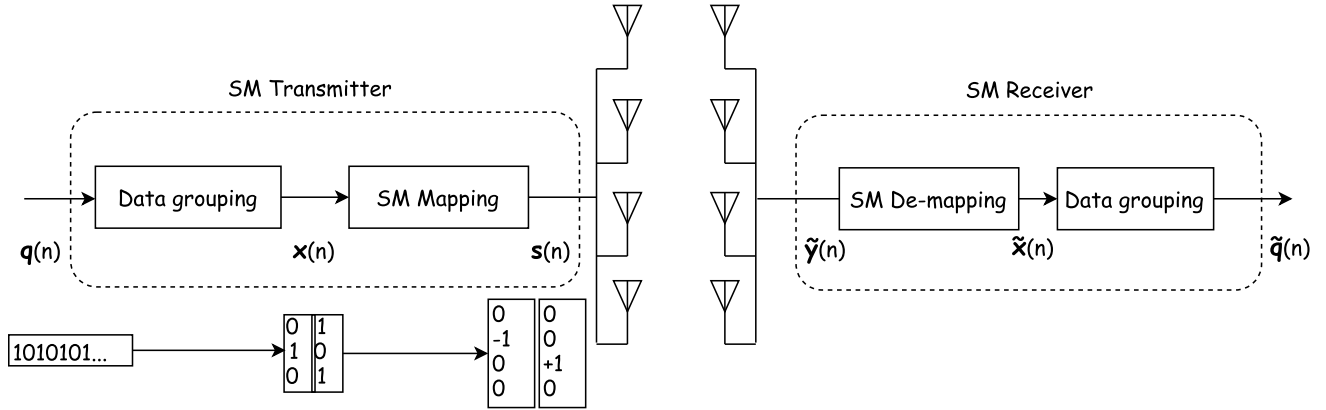 SM Transmitter
SM Receiver
Data grouping
SM Mapping
SM De-mapping
Data grouping
q(n)
x(n)
s(n)
ỹ(n)
x̃(n)
q̃(n)
1010101...
0 1
1 0
0 1
0 0
-1 0
0 +1
0 0